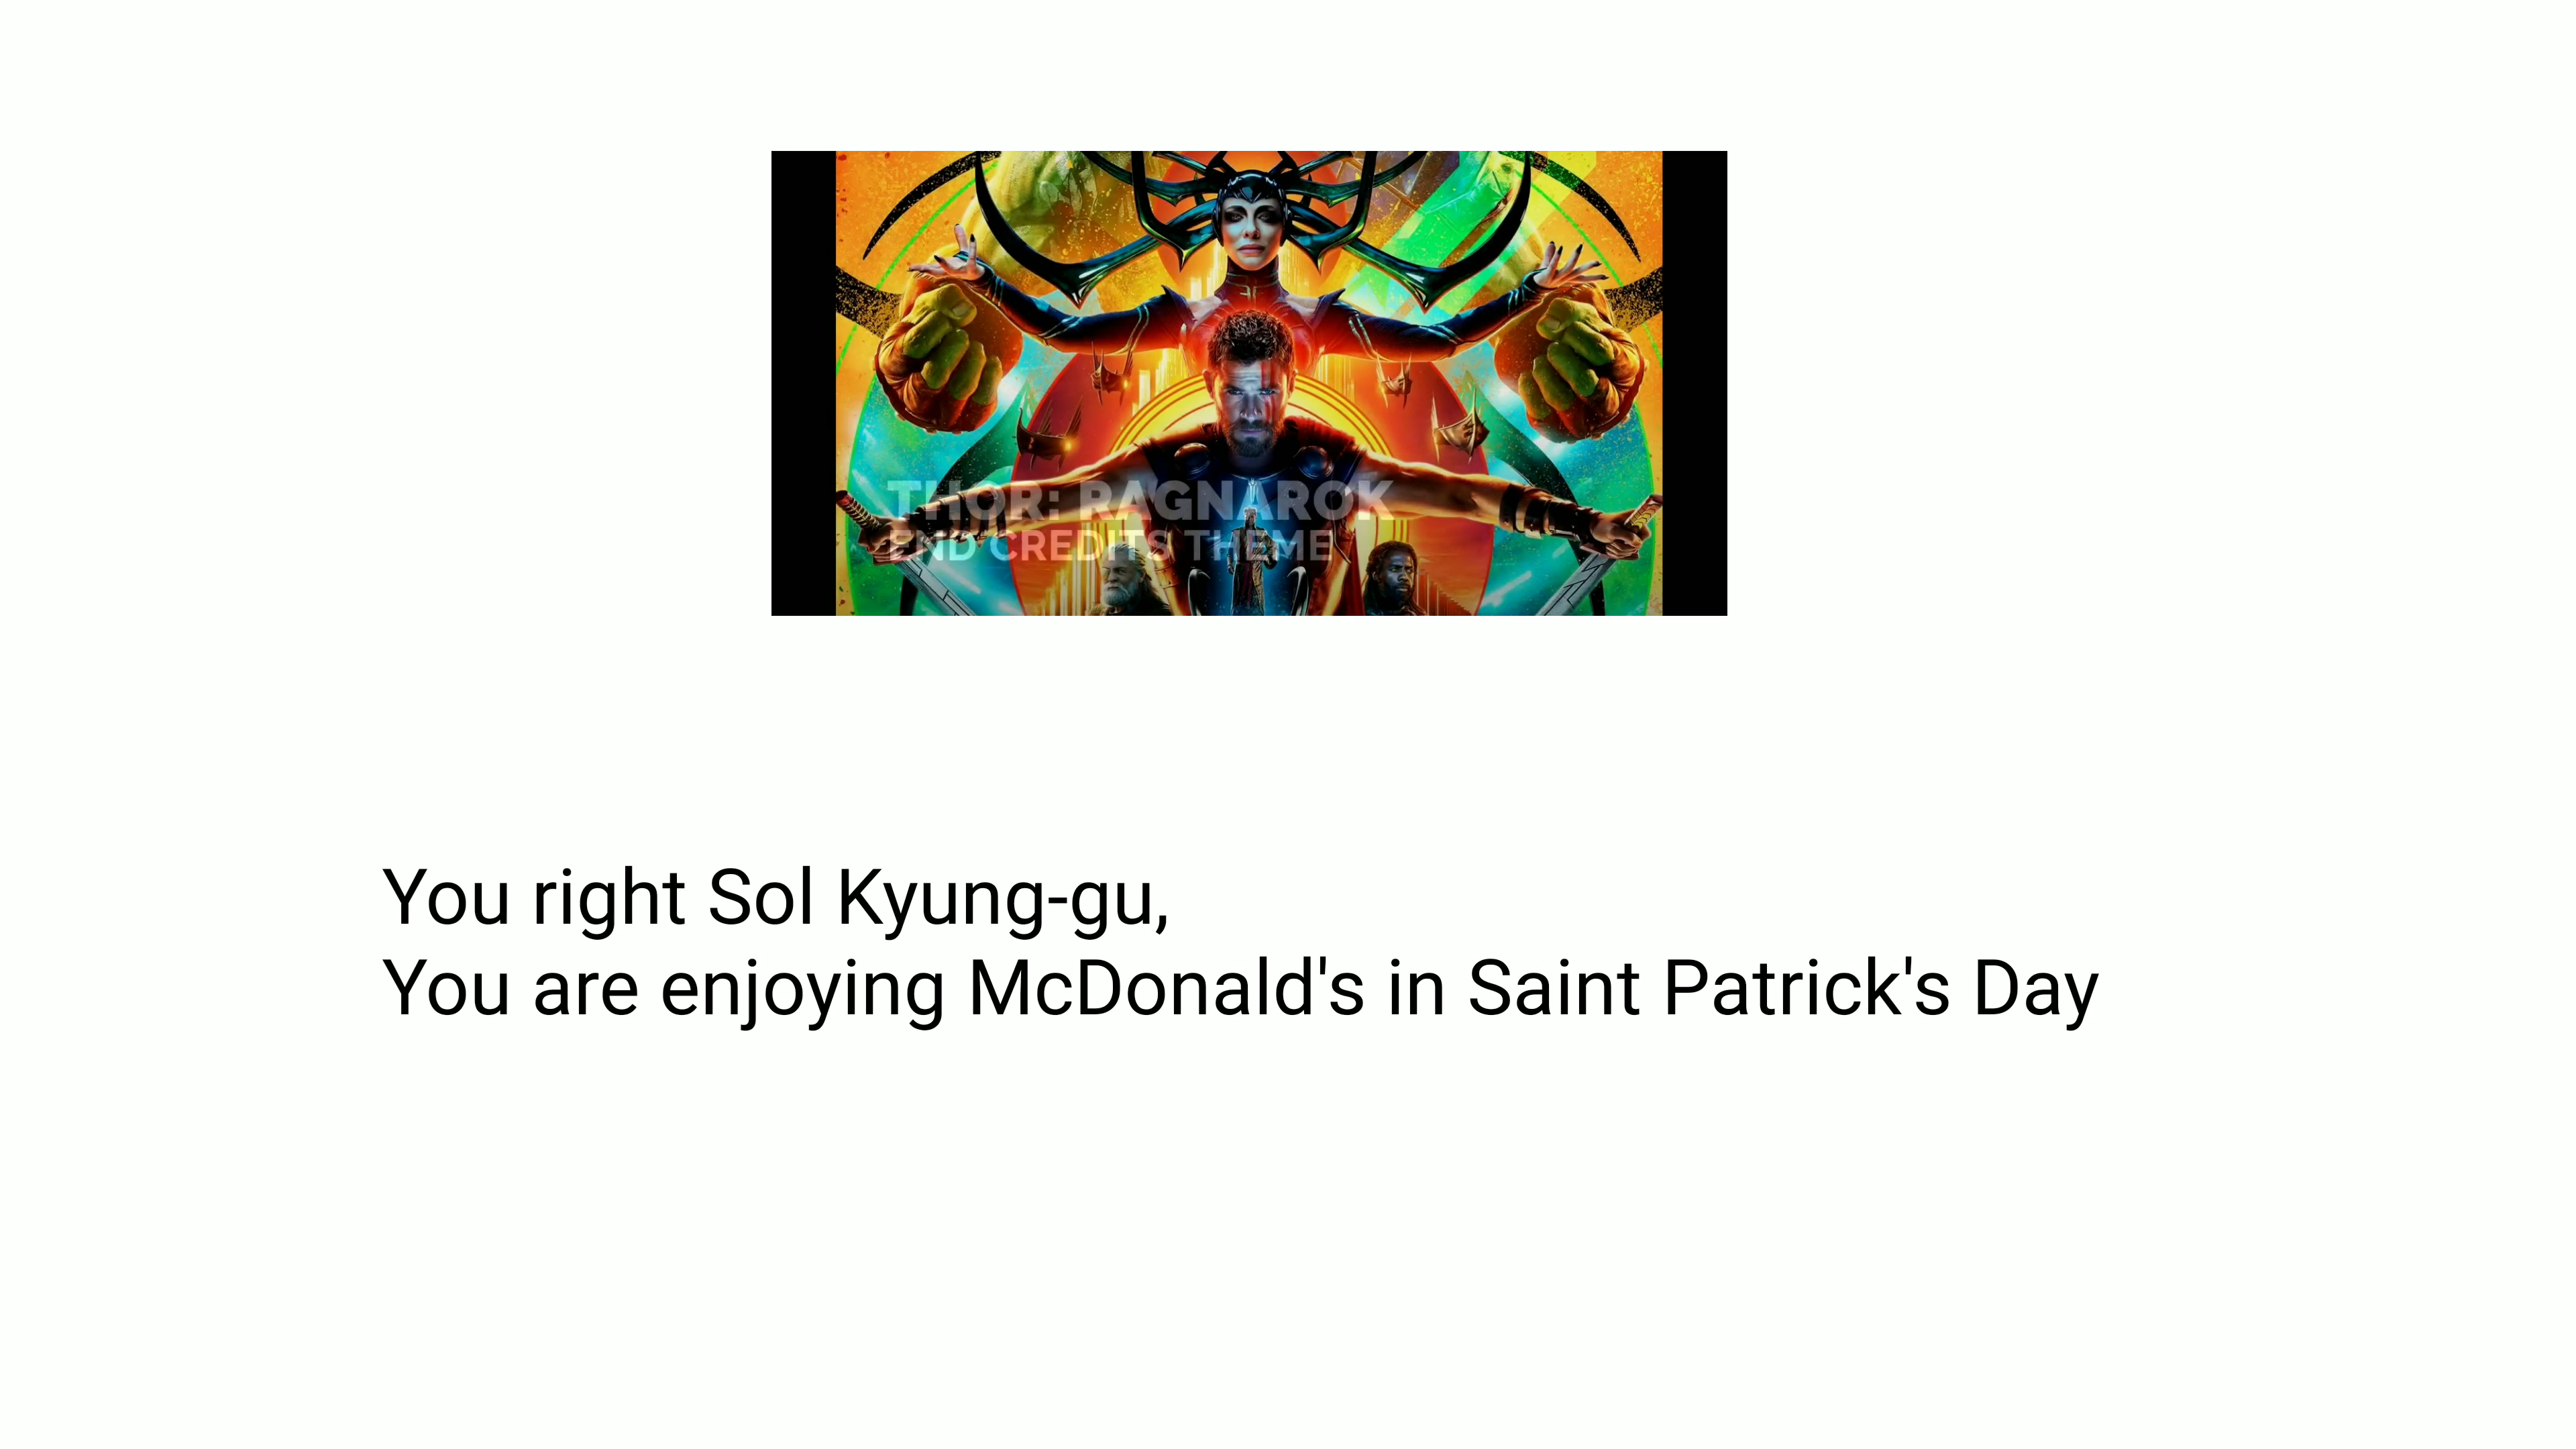 THOR: RAGNAROK
END CREDITS THEME
You right Sol Kyung-gu,
You are enjoying McDonald's in Saint Patrick's Day